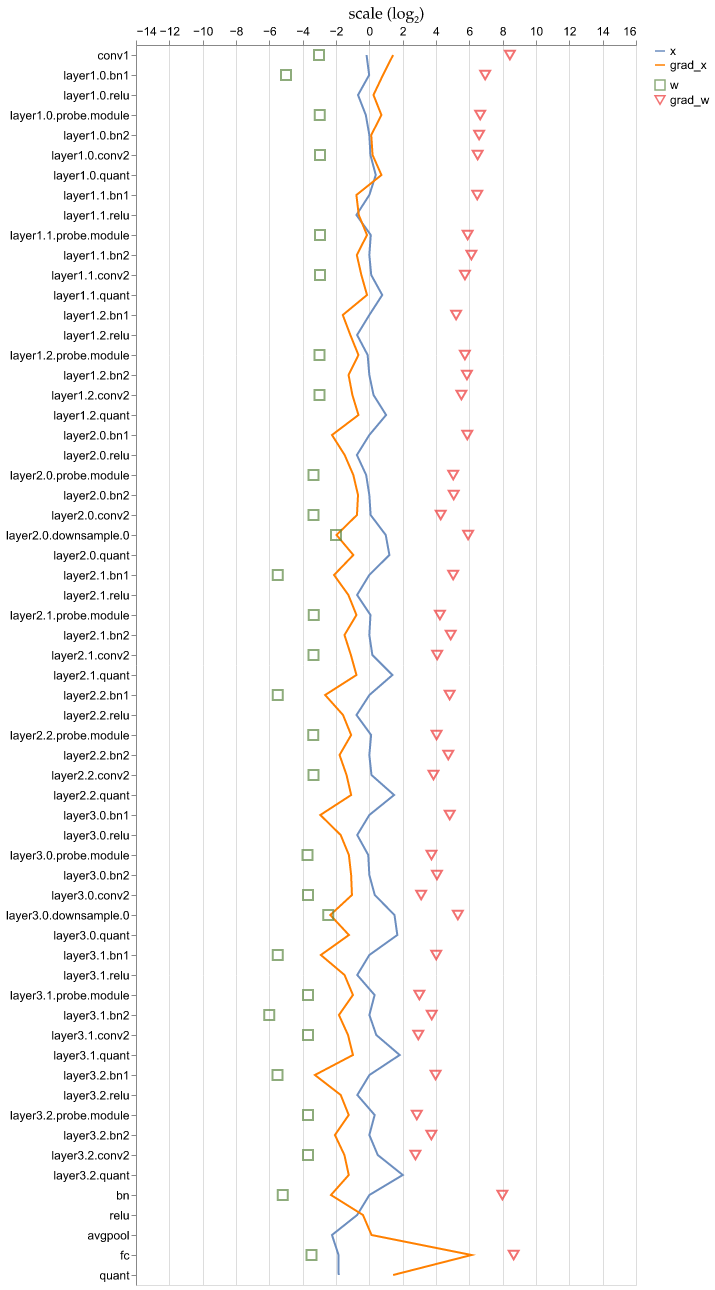 scale (log₂)
−14 −12 −10 −8 −6 −4 −2 0 2 4 6 8 10 12 14 16
x
grad_x
w
grad_w
conv1
layer1.0.bn1
layer1.0.relu
layer1.0.probe.module
layer1.0.bn2
layer1.0.conv2
layer1.0.quant
layer1.1.bn1
layer1.1.relu
layer1.1.probe.module
layer1.1.bn2
layer1.1.conv2
layer1.1.quant
layer1.2.bn1
layer1.2.relu
layer1.2.probe.module
layer1.2.bn2
layer1.2.conv2
layer1.2.quant
layer2.0.bn1
layer2.0.relu
layer2.0.probe.module
layer2.0.bn2
layer2.0.conv2
layer2.0.downsample.0
layer2.0.quant
layer2.1.bn1
layer2.1.relu
layer2.1.probe.module
layer2.1.bn2
layer2.1.conv2
layer2.1.quant
layer2.2.bn1
layer2.2.relu
layer2.2.probe.module
layer2.2.bn2
layer2.2.conv2
layer2.2.quant
layer3.0.bn1
layer3.0.relu
layer3.0.probe.module
layer3.0.bn2
layer3.0.conv2
layer3.0.downsample.0
layer3.0.quant
layer3.1.bn1
layer3.1.relu
layer3.1.probe.module
layer3.1.bn2
layer3.1.conv2
layer3.1.quant
layer3.2.bn1
layer3.2.relu
layer3.2.probe.module
layer3.2.bn2
layer3.2.conv2
layer3.2.quant
bn
relu
avgpool
fc
quant